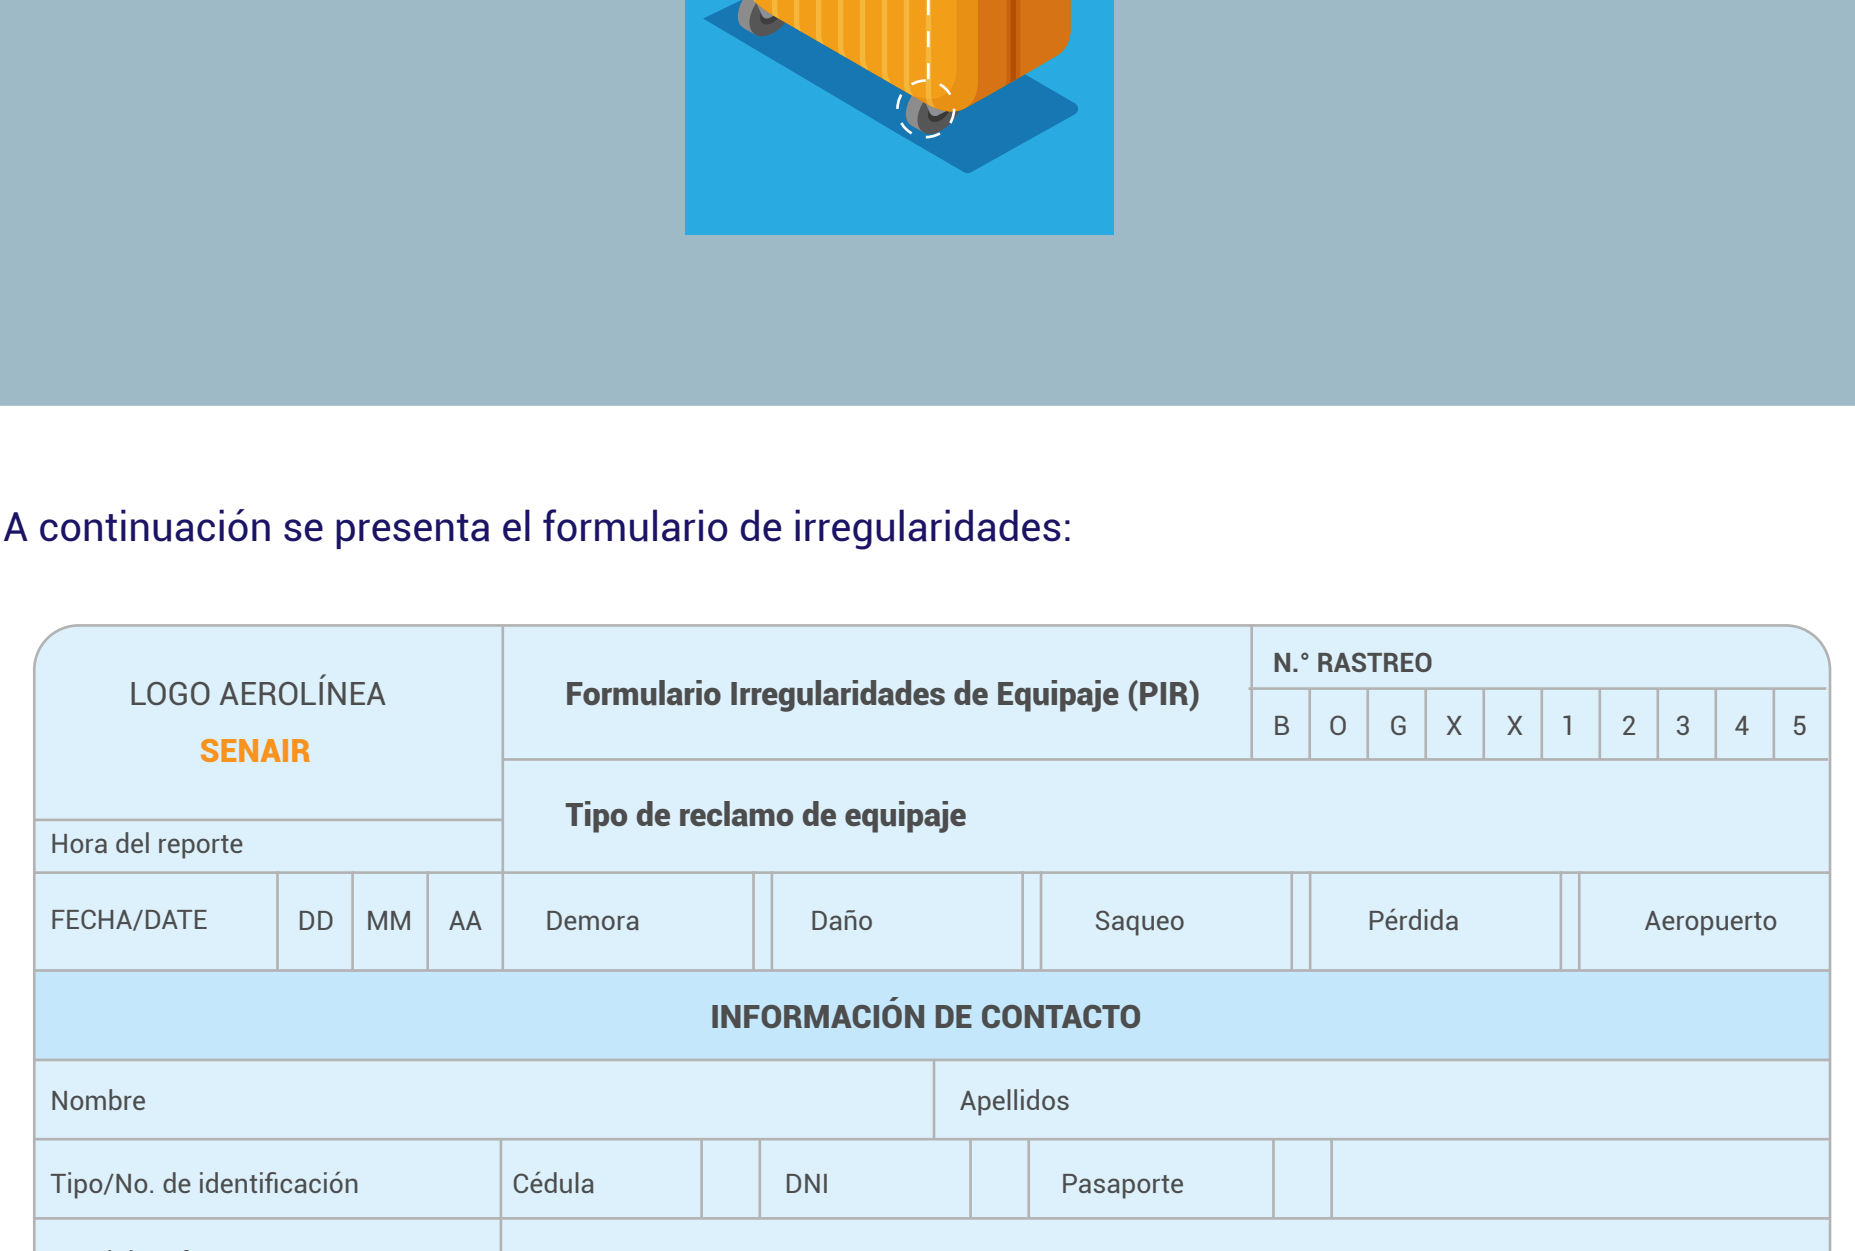 A continuación se presenta el formulario de irregularidades:
LOGO AEROLÍNEA
SENAIR
Formulario Irregularidades de Equipaje (PIR)
N.° RASTREO
B O G X X 1 2 3 4 5
Tipo de reclamo de equipaje
Hora del reporte
FECHA/DATE DD MM AA Demora Daño Saqueo Pérdida Aeropuerto
INFORMACIÓN DE CONTACTO
Nombre Apellidos
Tipo/No. de identificación Cédula DNI Pasaporte